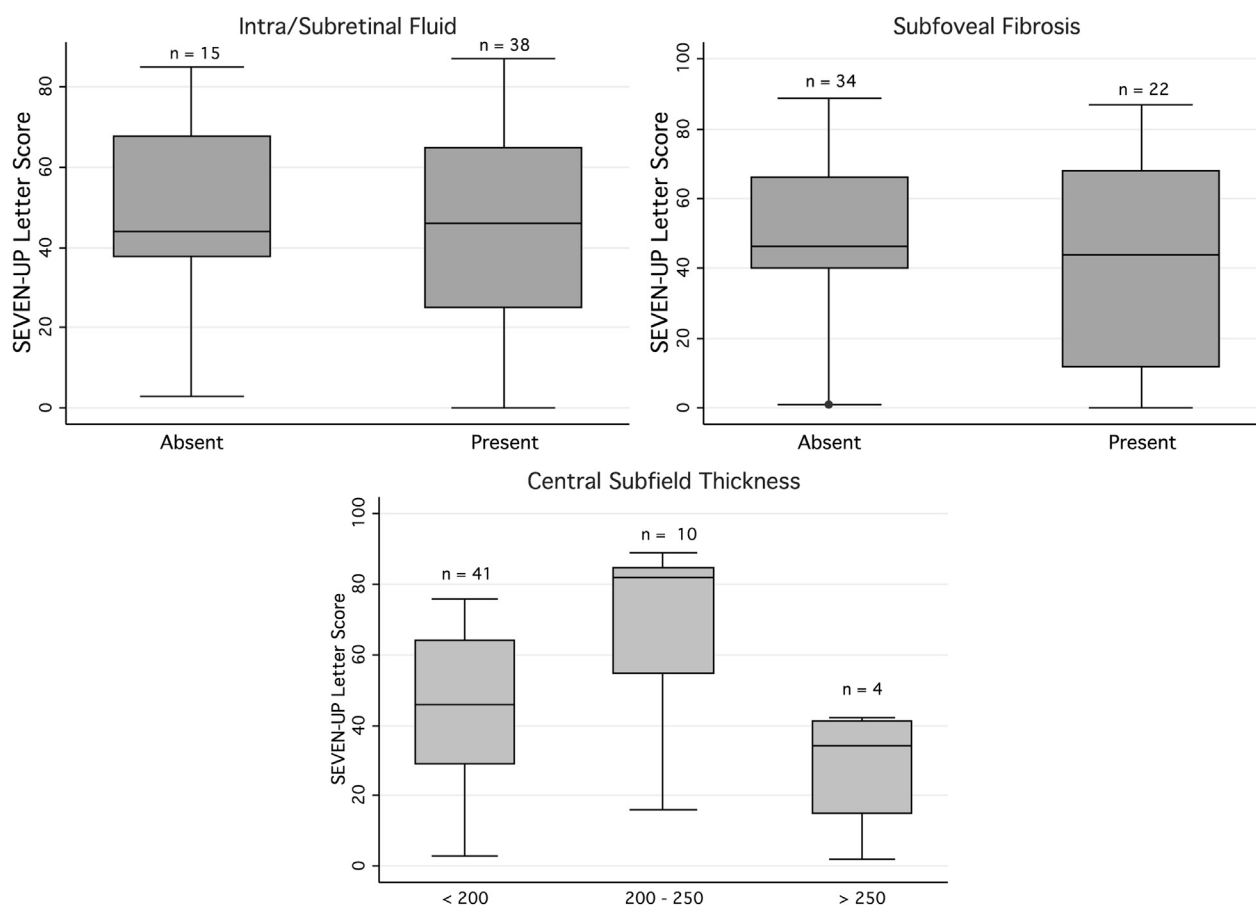 Intra/Subretinal Fluid
n = 15
n = 38
SEVEN-UP Letter Score
80
60
40
20
0
Absent
Present
Subfoveal Fibrosis
n = 34
n = 22
SEVEN-UP Letter Score
100
80
60
40
20
0
Absent
Present
Central Subfield Thickness
n = 41
n = 10
n = 4
SEVEN-UP Letter Score
100
80
60
40
20
0
< 200
200 - 250
> 250